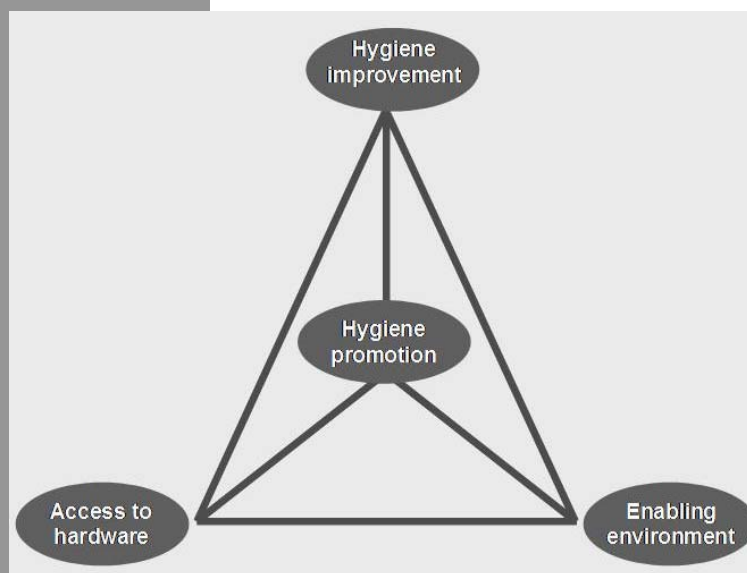 Hygiene
improvement
Hygiene
promotion
Access to
hardware
Enabling
environment